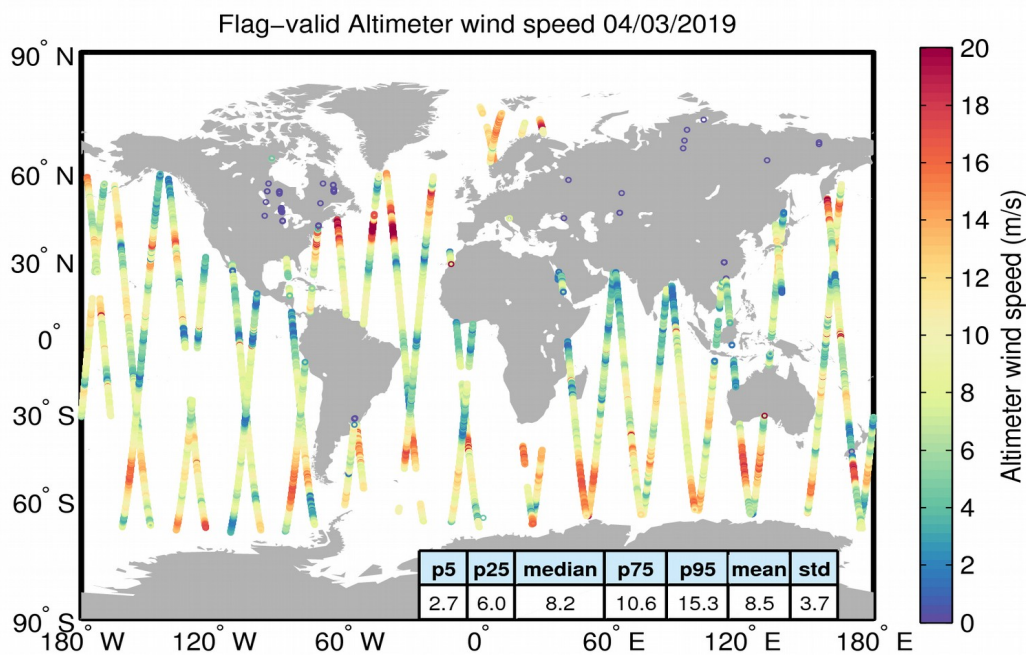 Flag−valid Altimeter wind speed 04/03/2019
90° N
60° N
30° N
0°
30° S
60° S
90° S
180° W
120° W
60° W
0°
60° E
120° E
180° E
p5 p25 median p75 p95 mean std
2.7 6.0 8.2 10.6 15.3 8.5 3.7
20
18
16
14
12
10
8
6
4
2
0
Altimeter wind speed (m/s)